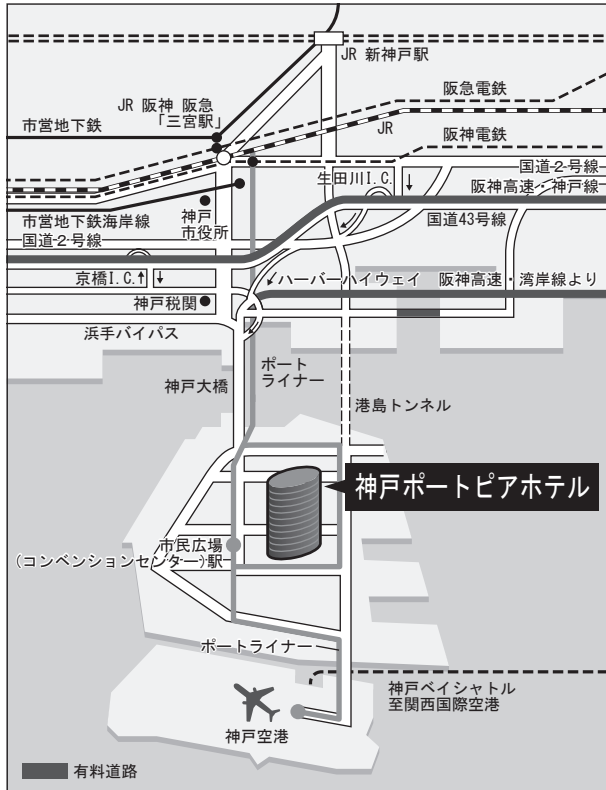 JR 新神戸駅
阪急電鉄
JR 阪神 阪急
「三宮駅」
市営地下鉄
JR
阪神電鉄
国道2号線
生田川I.C.
阪神高速・神戸線
市営地下鉄海岸線
神戸
市役所
国道43号線
国道2号線
京橋I.C.
ハーバーハイウェイ
阪神高速・湾岸線より
神戸税関
浜手バイパス
ポート
ライナー
神戸大橋
港島トンネル
神戸ポートピアホテル
市民広場
(コンベンションセンター)駅
ポートライナー
神戸ベイシャトル
至関西国際空港
神戸空港
有料道路